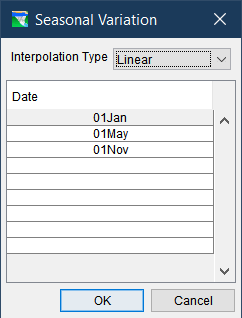 Seasonal Variation
Interpolation Type Linear
Date
01Jan
01May
01Nov
OK Cancel